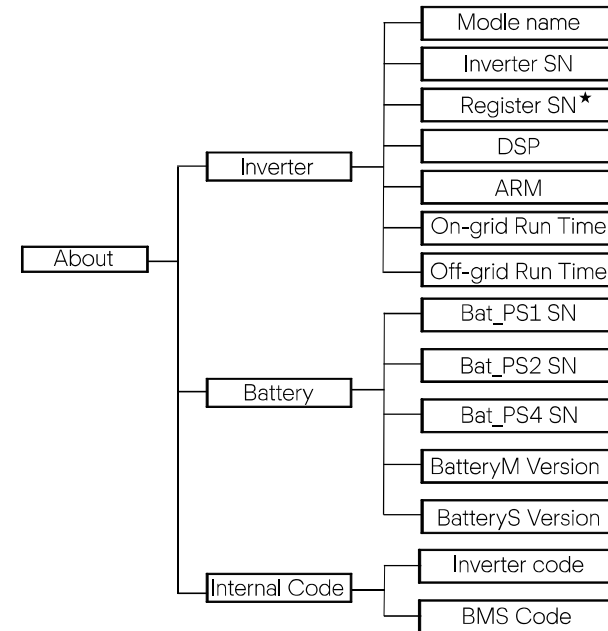 About
Inverter
Modle name
Inverter SN
Register SN★
DSP
ARM
On-grid Run Time
Off-grid Run Time
Battery
Bat_PS1 SN
Bat_PS2 SN
Bat_PS4 SN
BatteryM Version
BatteryS Version
Internal Code
Inverter code
BMS Code